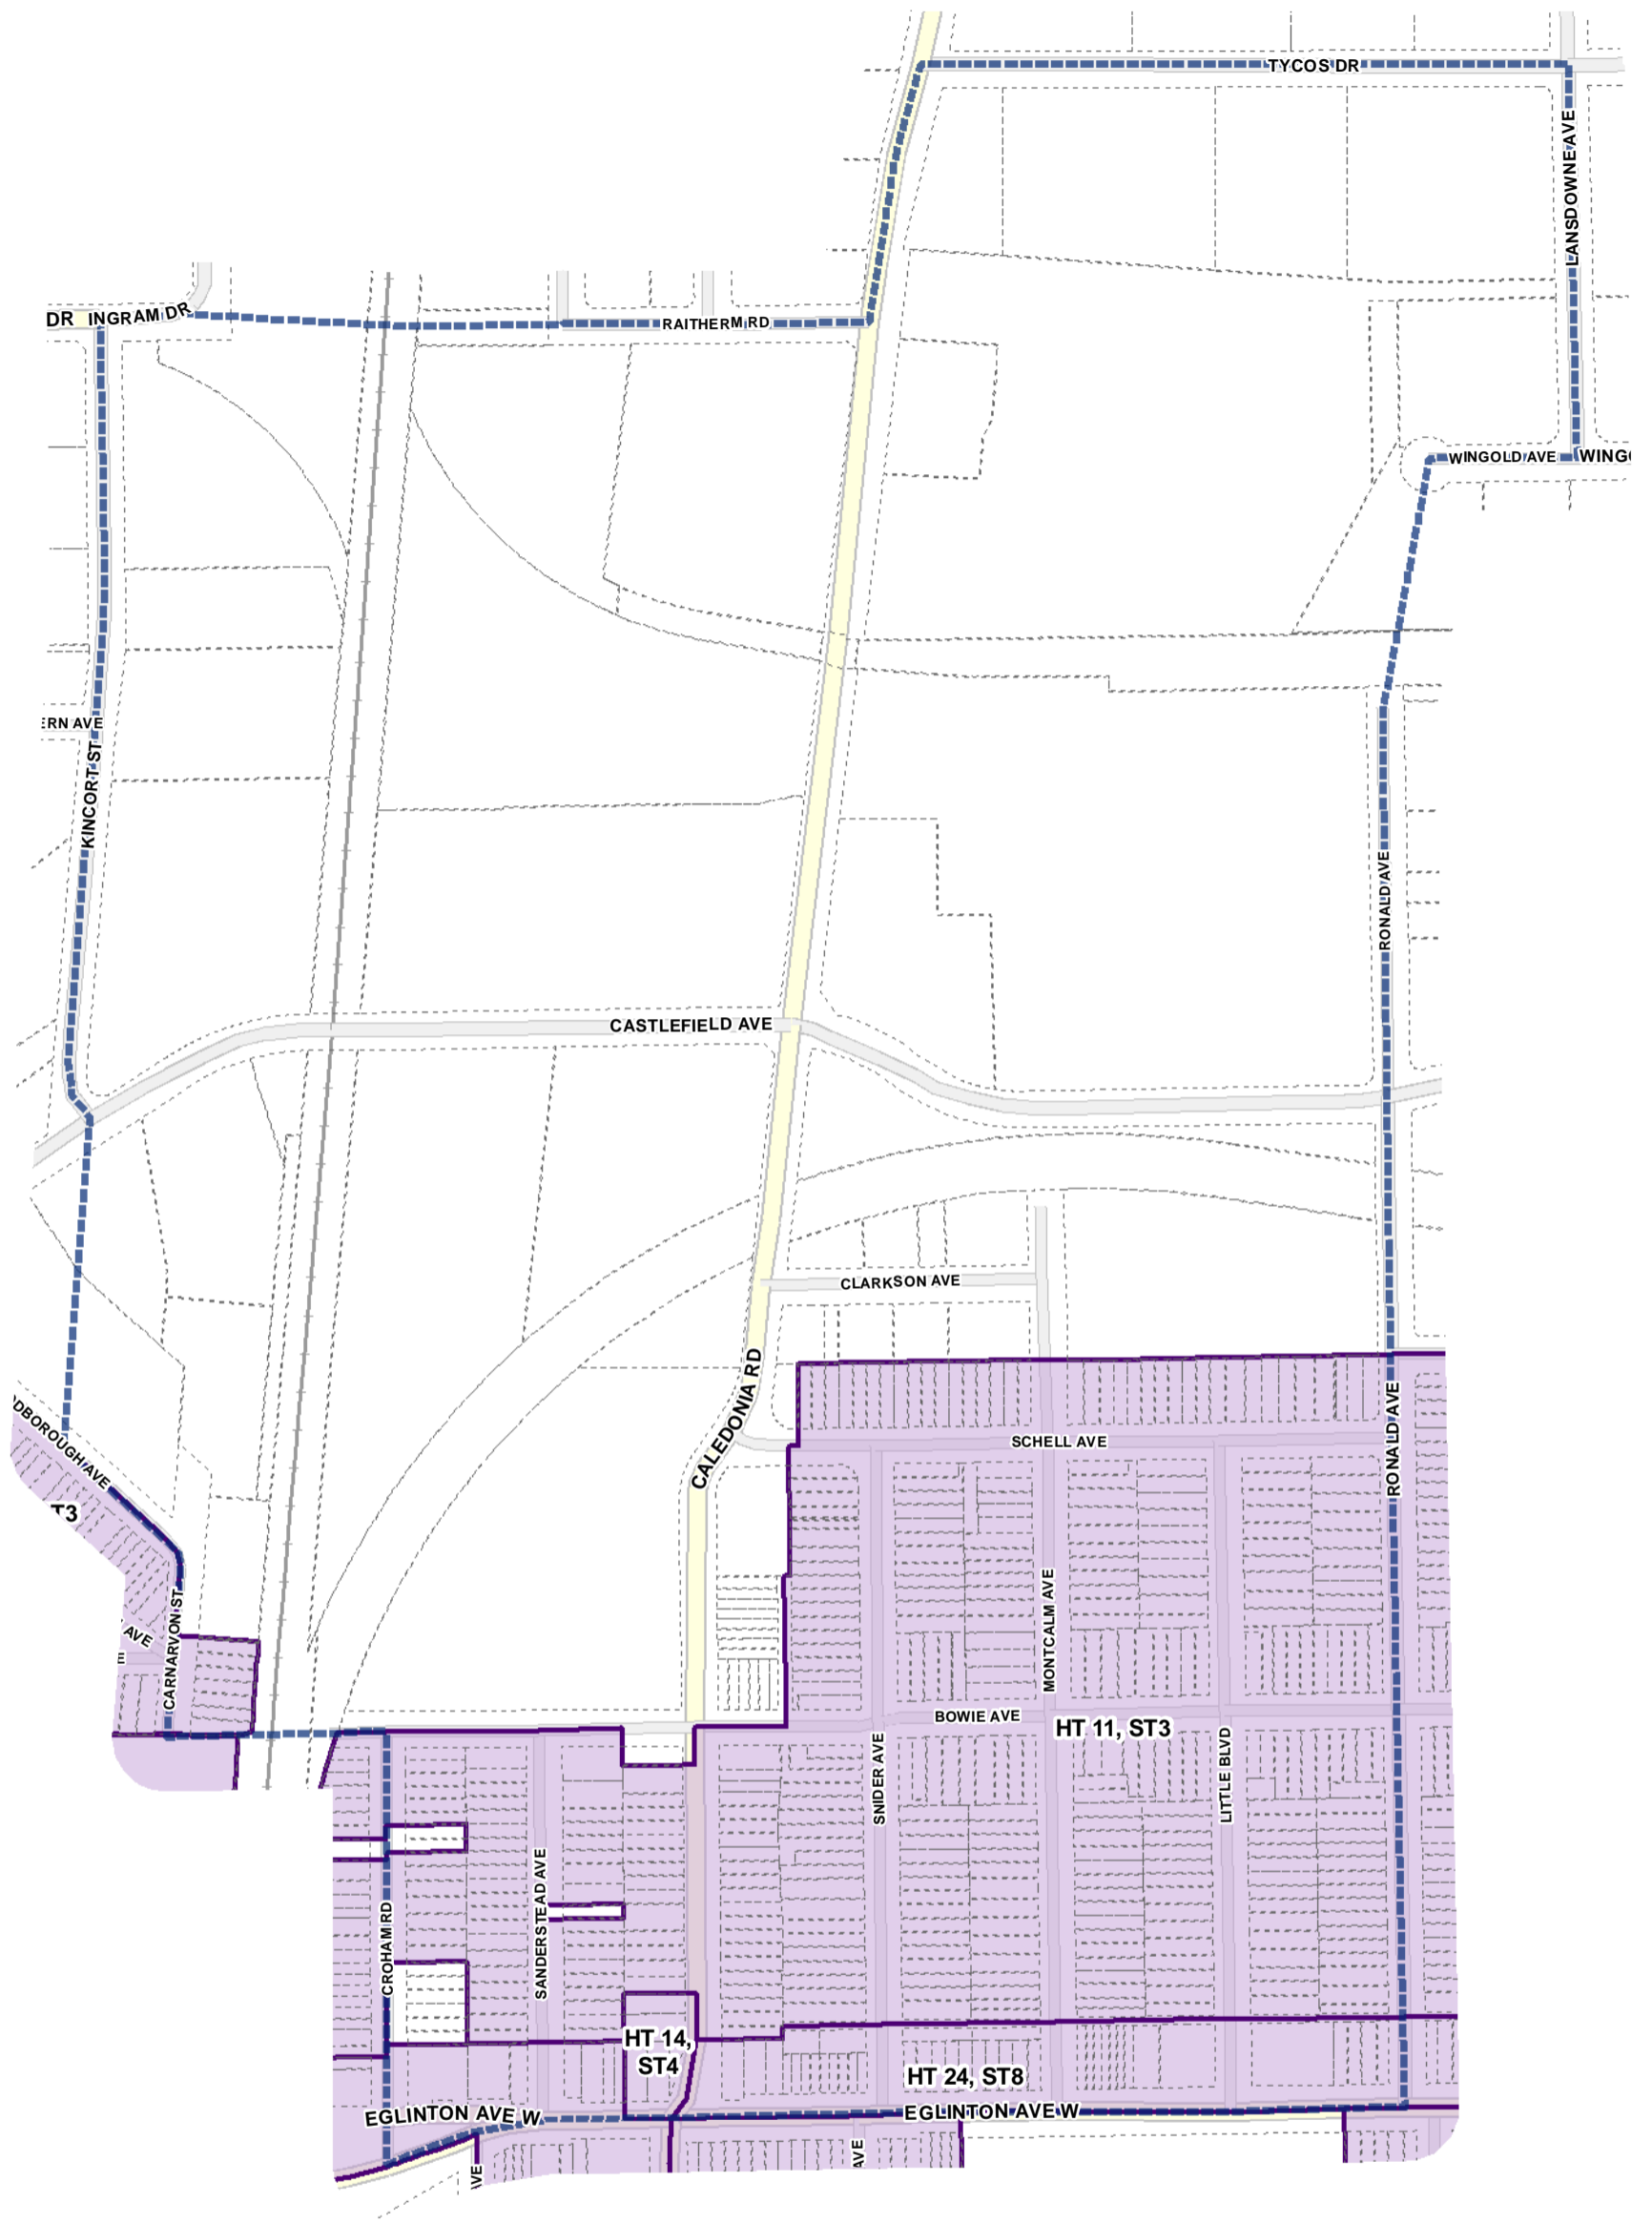 TYCOS DR
LANSDOWNE AVE
DR INGRAM DR
RAITHERM RD
WINGOLD AVE WINGO
ERN AVE
KINCORT ST
RONALD AVE
CASTLEFIELD AVE
CLARKSON AVE
CALEDONIA RD
DBOROUGH AVE
SCHELL AVE
RONALD AVE
T3
AVE
E
CARNARVON ST
MONTCALM AVE
BOWIE AVE
HT 11, ST3
SNIDER AVE
LITTLE BLVD
SANDERSTEAD AVE
CROHAM RD
HT 14,
ST4
HT 24, ST8
EGLINTON AVE W
EGLINTON AVE W
AVE
VE